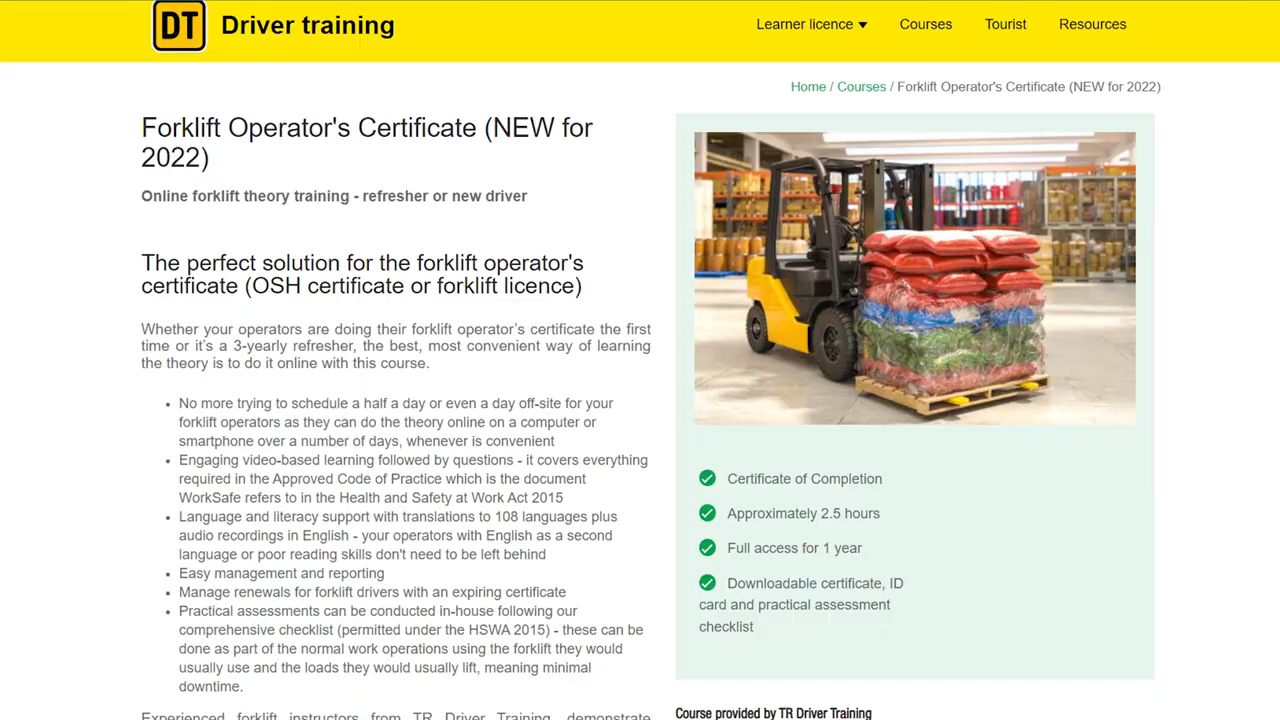 DT Driver training
Learner licence Courses Tourist Resources
Home / Courses / Forklift Operator's Certificate (NEW for 2022)
Forklift Operator's Certificate (NEW for
2022)
Online forklift theory training - refresher or new driver
The perfect solution for the forklift operator's
certificate (OSH certificate or forklift licence)
Whether your operators are doing their forklift operator's certificate the first
time or it's a 3-yearly refresher, the best, most convenient way of learning
the theory is to do it online with this course.
No more trying to schedule a half a day or even a day off-site for your
forklift operators as they can do the theory online on a computer or
smartphone over a number of days, whenever is convenient
Engaging video-based learning followed by questions - it covers everything
required in the Approved Code of Practice which is the document
WorkSafe refers to in the Health and Safety at Work Act 2015
Language and literacy support with translations to 108 languages plus
audio recordings in English - your operators with English as a second
language or poor reading skills don't need to be left behind
Easy management and reporting
Manage renewals for forklift drivers with an expiring certificate
Practical assessments can be conducted in-house following our
comprehensive checklist (permitted under the HSWA 2015) - these can be
done as part of the normal work operations using the forklift they would
usually use and the loads they would usually lift, meaning minimal
downtime.
Experienced forklift instructors from TR Driver Training, demonstrate
Certificate of Completion
Approximately 2.5 hours
Full access for 1 year
Downloadable certificate, ID
card and practical assessment
checklist
Course provided by TR Driver Training